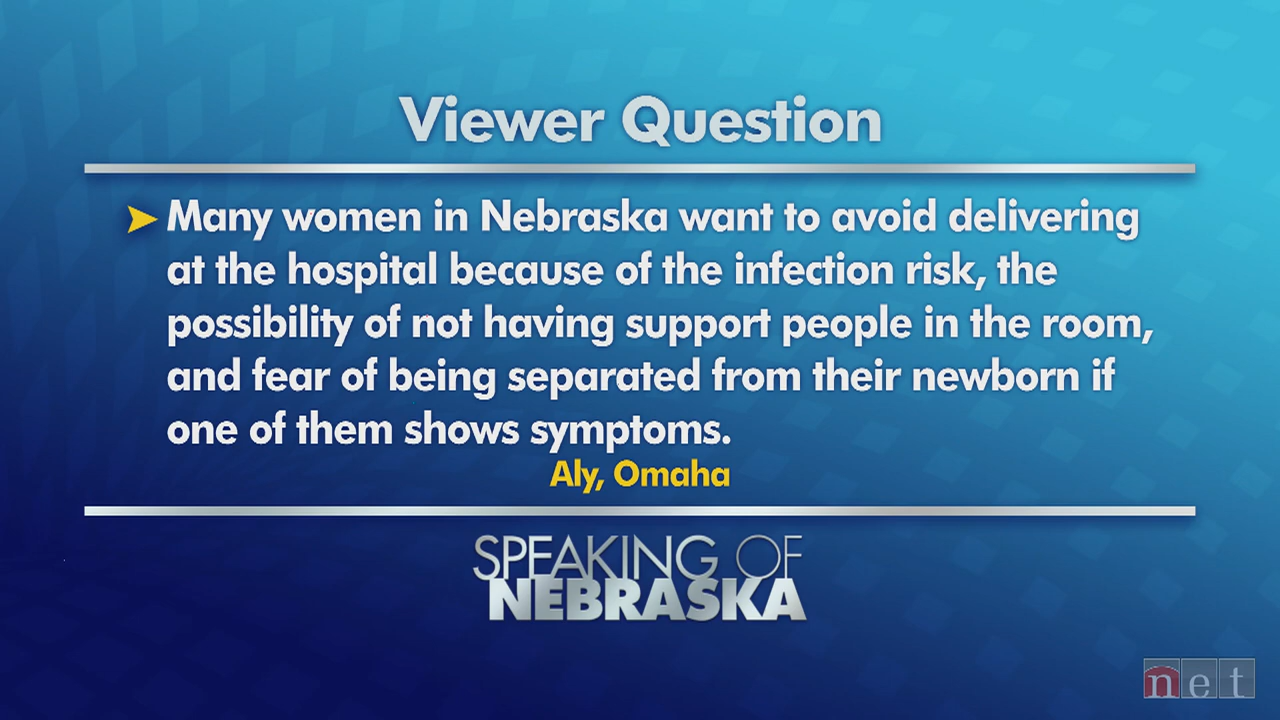 Viewer Question
➤ Many women in Nebraska want to avoid delivering
at the hospital because of the infection risk, the
possibility of not having support people in the room,
and fear of being separated from their newborn if
one of them shows symptoms.
Aly, Omaha
SPEAKING OF
NEBRASKA
net